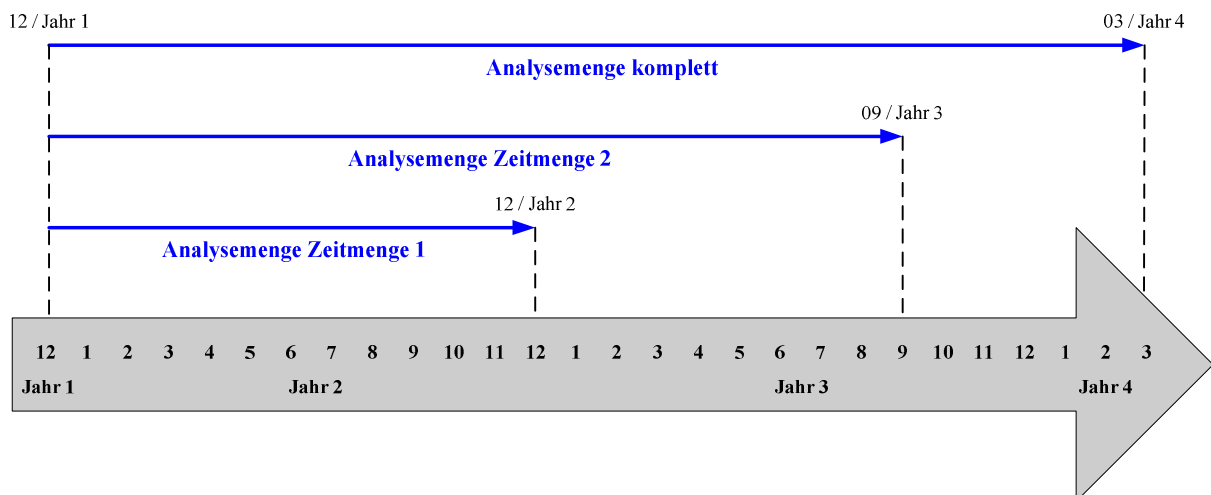 12 / Jahr 1
03 / Jahr 4
Analysemenge komplett
09 / Jahr 3
Analysemenge Zeitmenge 2
12 / Jahr 2
Analysemenge Zeitmenge 1
12 1 2 3 4 5 6 7 8 9 10 11 12 1 2 3 4 5 6 7 8 9 10 11 12 1 2 3
Jahr 1 Jahr 2 Jahr 3 Jahr 4